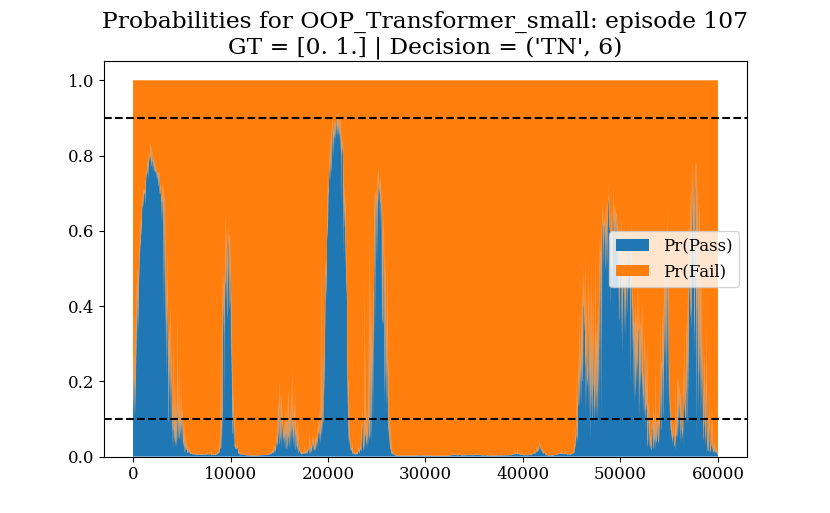 Probabilities for OOP_Transformer_small: episode 107
GT = [0. 1.] | Decision = ('TN', 6)
1.0
0.8
0.6
0.4
0.2
0.0
Pr(Pass)
Pr(Fail)
0 10000 20000 30000 40000 50000 60000